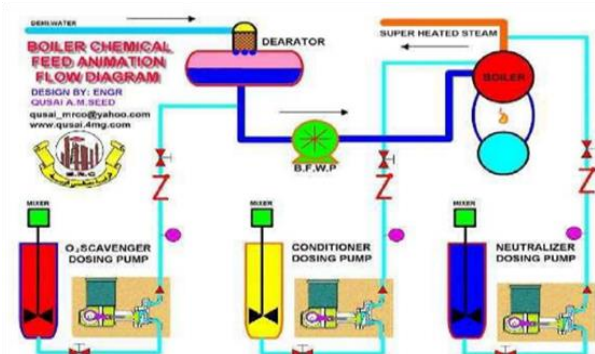 DEMI.WATER
BOILER CHEMICAL
FEED ANIMATION
FLOW DIAGRAM
DESIGN BY: ENGR
QUSAI A.M.SEED
qusai_mrco@yahoo.com
www.qusai.4mg.com
M.R.C
DEARATOR
SUPER HEATED STEAM
BOILER
B.F.W.P
MIXER
O₂SCAVENGER
DOSING PUMP
MIXER
CONDITIONER
DOSING PUMP
MIXER
NEUTRALIZER
DOSING PUMP